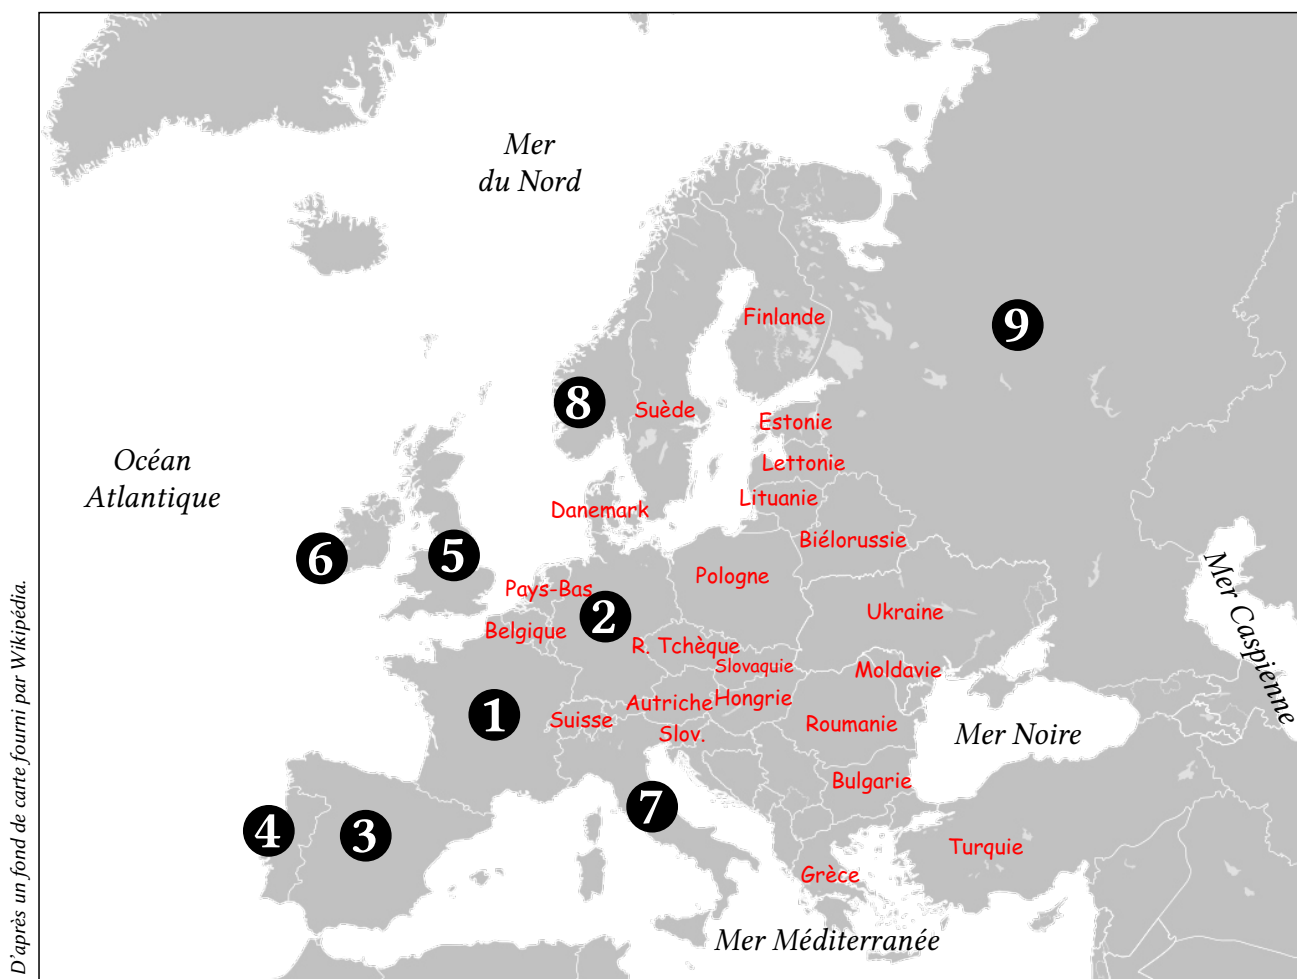 Mer
du Nord
Finlande
9
8
Suède
Estonie
Océan
Atlantique
Lettonie
Lituanie
Danemark
Biélorussie
6
5
Pays-Bas
Pologne
Mer Caspienne
2
Ukraine
Belgique
R. Tchèque
Slovaquie
Moldavie
1
Autriche
Hongrie
Suisse
Roumanie
Slov.
Mer Noire
Bulgarie
7
4
3
Turquie
Grèce
Mer Méditerranée
D'après un fond de carte fourni par Wikipédia.